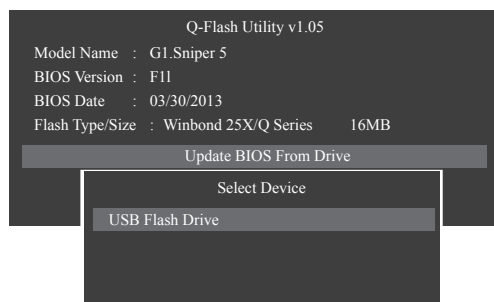 Q-Flash Utility v1.05
Model Name : G1.Sniper 5
BIOS Version : F1l
BIOS Date : 03/30/2013
Flash Type/Size : Winbond 25X/Q Series 16MB
Update BIOS From Drive
Select Device
USB Flash Drive